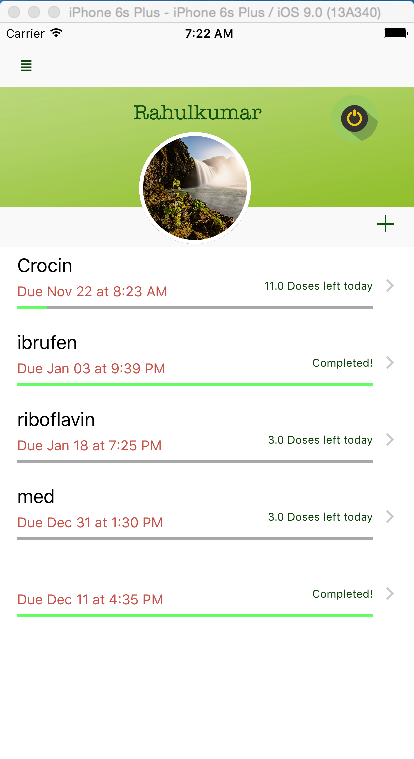 iPhone 6s Plus - iPhone 6s Plus / iOS 9.0 (13A340)
Carrier 7:22 AM
Rahulkumar
Crocin
Due Nov 22 at 8:23 AM 11.0 Doses left today
ibrufen
Due Jan 03 at 9:39 PM Completed!
riboflavin
Due Jan 18 at 7:25 PM 3.0 Doses left today
med
Due Dec 31 at 1:30 PM 3.0 Doses left today
Due Dec 11 at 4:35 PM Completed!